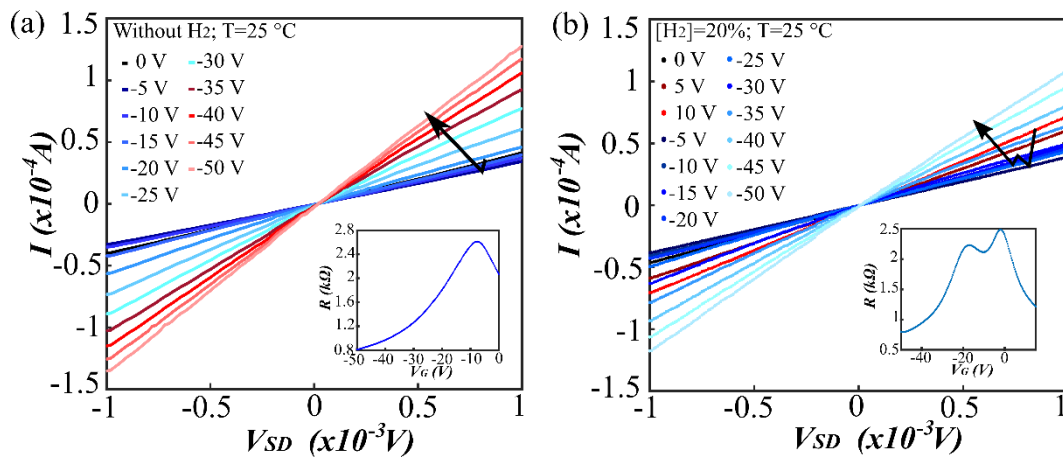 (a)
Without H2; T=25 °C
0 V
-5 V
-10 V
-15 V
-20 V
-25 V
-30 V
-35 V
-40 V
-45 V
-50 V
I (x10⁻⁴A)
1.5
1
0.5
0
-0.5
-1
-1.5
-1
-0.5
0
0.5
1
VSD (x10⁻³V)
R (kΩ)
2.8
2.4
2
1.6
1.2
0.8
-50
-40
-30
-20
-10
0
VG (V)
(b)
[H2]=20%; T=25 °C
0 V
5 V
10 V
-5 V
-10 V
-15 V
-20 V
-25 V
-30 V
-35 V
-40 V
-45 V
-50 V
I (x10⁻⁴A)
1.5
1
0.5
0
-0.5
-1
-1.5
-1
-0.5
0
0.5
1
VSD (x10⁻³V)
R (kΩ)
2.5
2
1.5
1
0.5
-40
-20
0
VG (V)